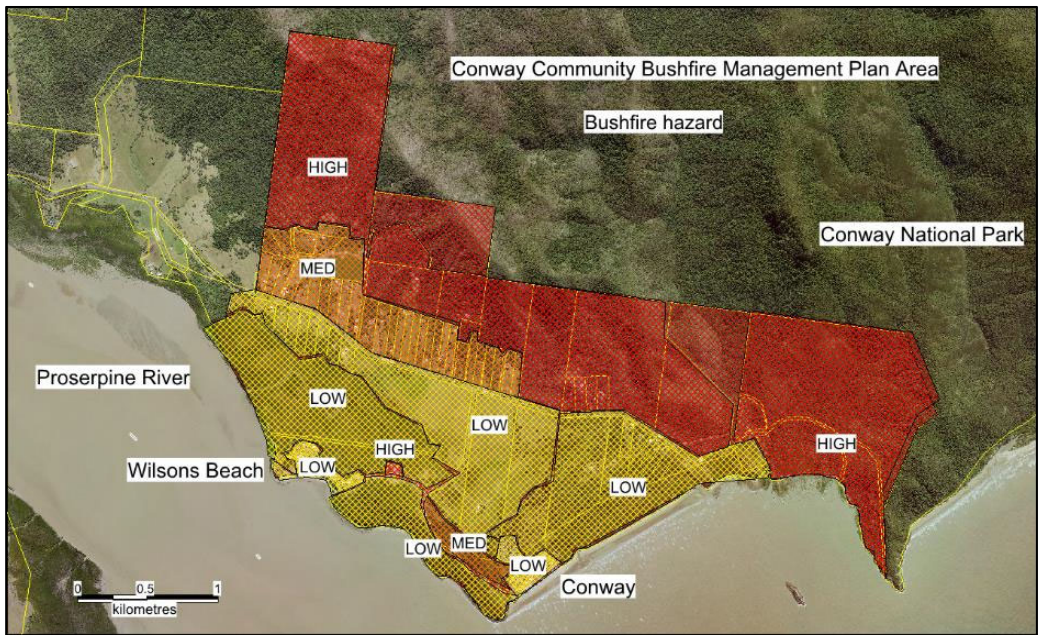 Conway Community Bushfire Management Plan Area
Bushfire hazard
HIGH
Conway National Park
MED
Proserpine River
LOW
LOW
HIGH
HIGH
Wilsons Beach
LOW
LOW
LOW
MED
LOW
Conway
0 0.5 1
kilometres